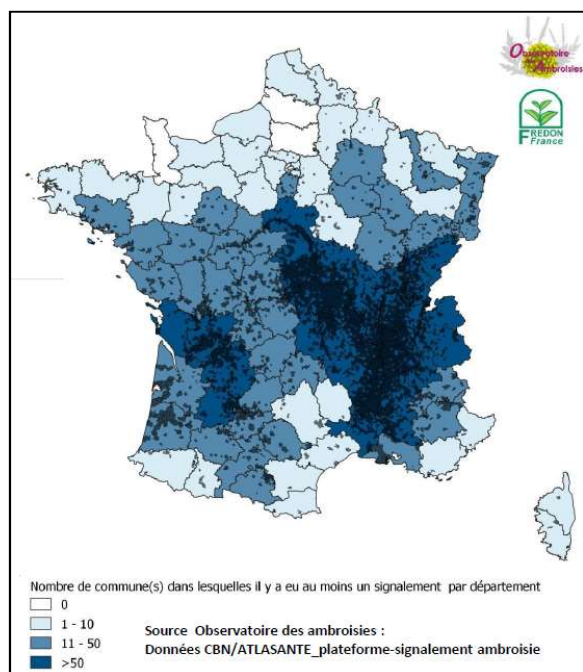 Observatoire
des
Ambroisies
FREDON
France
Nombre de commune(s) dans lesquelles il y a eu au moins un signalement par département
0
1 - 10
11 - 50
>50
Source Observatoire des ambroisies :
Données CBN/ATLASANTE_plateforme-signalement ambroisie